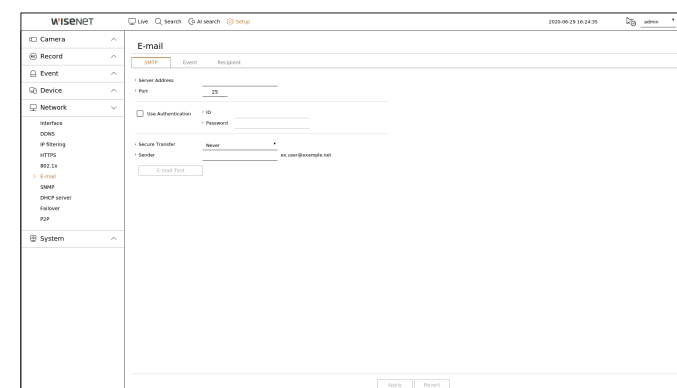 WISENET
Live Search AI search Setup 2020-06-29 16:24:35 admin
Camera
Record
Event
Device
Network
Interface
DDNS
IP filtering
HTTPS
802.1x
E-mail
SNMP
DHCP server
Failover
P2P
System
E-mail
SMTP Event Recipient
Server Address
Port 25
Use Authentication ID
Password
Secure Transfer Never
Sender ex.user@example.net
E-mail Test
Apply Revert